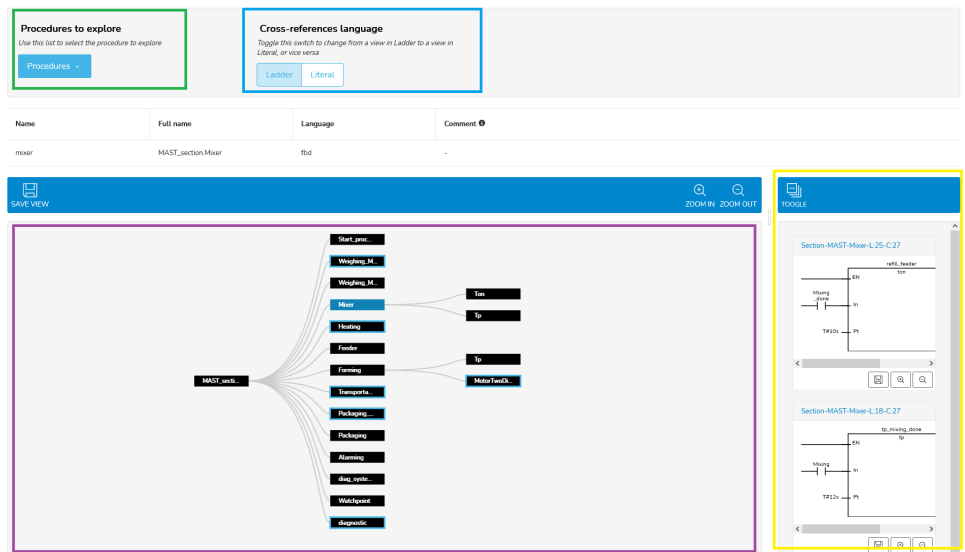 Procedures to explore
Use this list to select the procedure to explore
Procedures
Cross-references language
Toggle this switch to change from a view in Ladder to a view in
Literal, or vice versa
Ladder Literal
Name Full name Language Comment
mixer MAST_section.Mixer fbd -
SAVE VIEW ZOOM IN ZOOM OUT
TOOGLE
Start_proc...
Weighing_M...
Weighing_M...
Mixer
Heating
Feeder
Forming
Transporta...
Packaging__...
Packaging
Alarming
diag_syste...
Watchpoint
diagnostic
MAST_secti...
Ton
Tp
Tp
MotorTwoDi...
Section-MAST-Mixer-L:25-C:27
refill_feeder
ton
EN
Mixing
_done
In
T#10s Pt
Section-MAST-Mixer-L:18-C:27
tp_mixing_done
tp
EN
Mixing
In
T#12s Pt